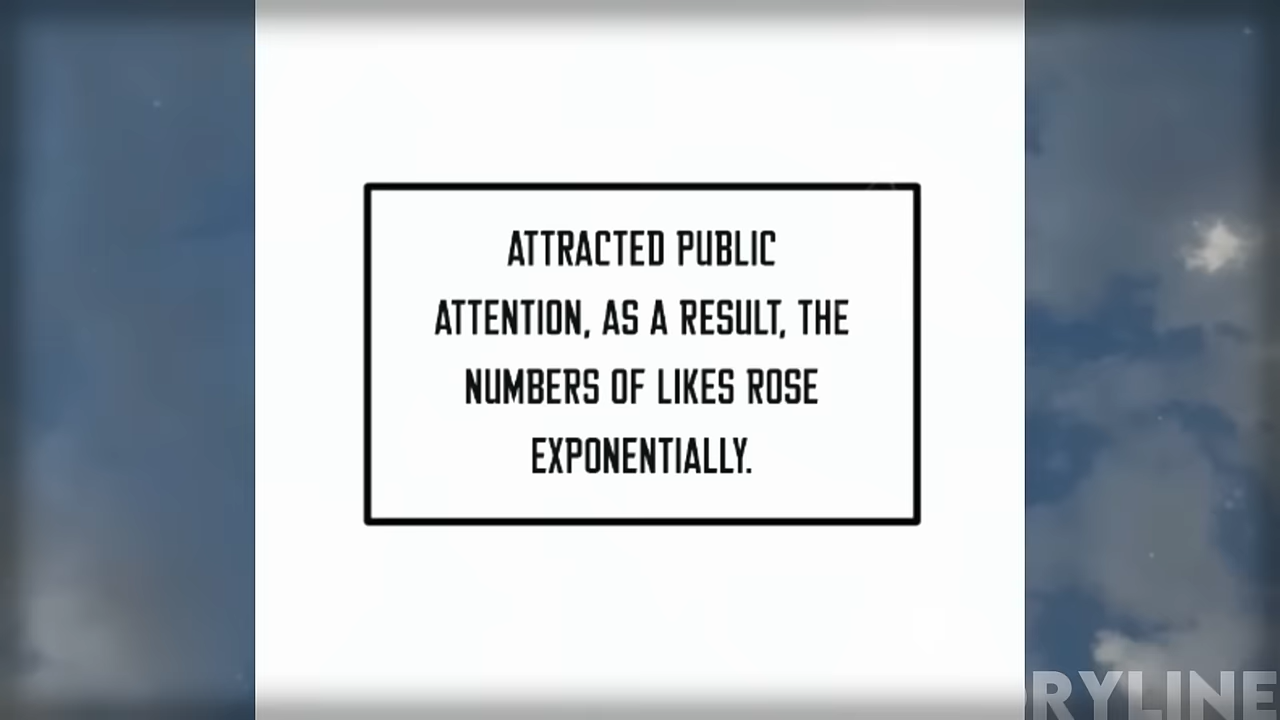 ATTRACTED PUBLIC
ATTENTION, AS A RESULT, THE
NUMBERS OF LIKES ROSE
EXPONENTIALLY.